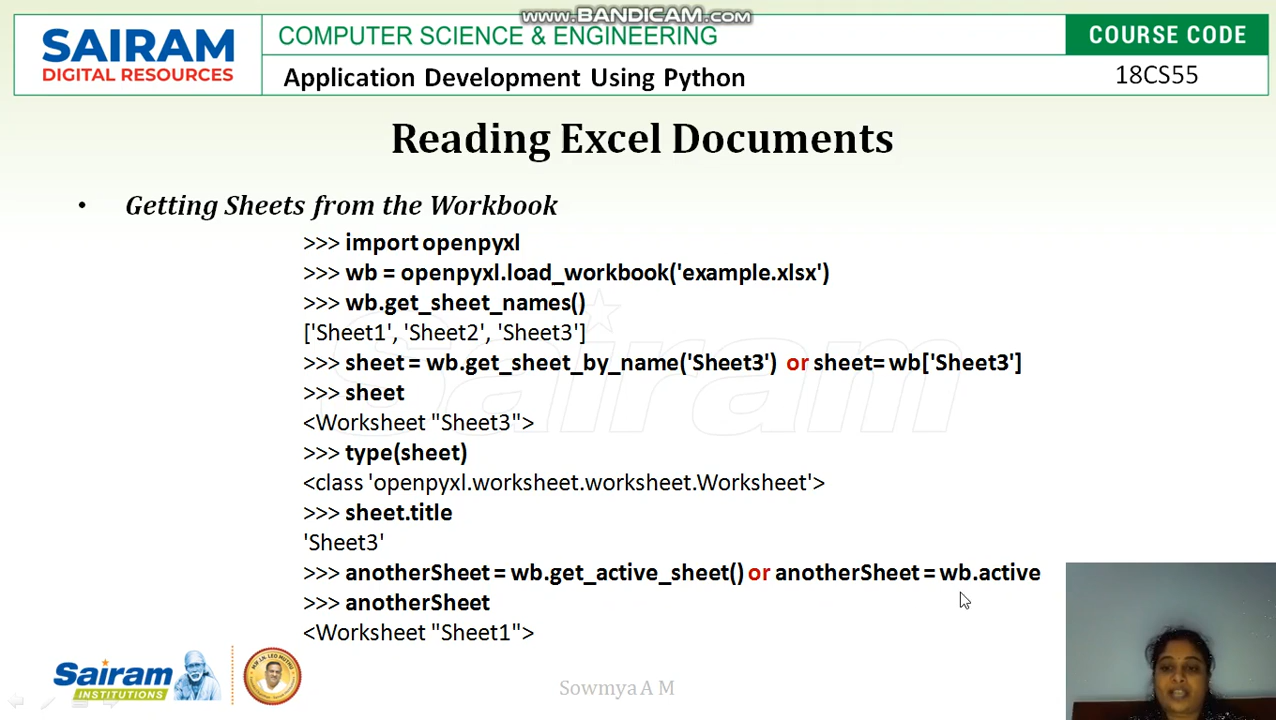 www.BANDICAM.com
SAIRAM
DIGITAL RESOURCES
COMPUTER SCIENCE & ENGINEERING
COURSE CODE
Application Development Using Python
18CS55
Reading Excel Documents
• Getting Sheets from the Workbook
>>> import openpyxl
>>> wb = openpyxl.load_workbook('example.xlsx')
>>> wb.get_sheet_names()
['Sheet1', 'Sheet2', 'Sheet3']
>>> sheet = wb.get_sheet_by_name('Sheet3') or sheet= wb['Sheet3']
>>> sheet
<Worksheet "Sheet3">
>>> type(sheet)
<class 'openpyxl.worksheet.worksheet.Worksheet'>
>>> sheet.title
'Sheet3'
>>> anotherSheet = wb.get_active_sheet() or anotherSheet = wb.active
>>> anotherSheet
<Worksheet "Sheet1">
Sairam
Sairam
INSTITUTIONS
Sowmya A M